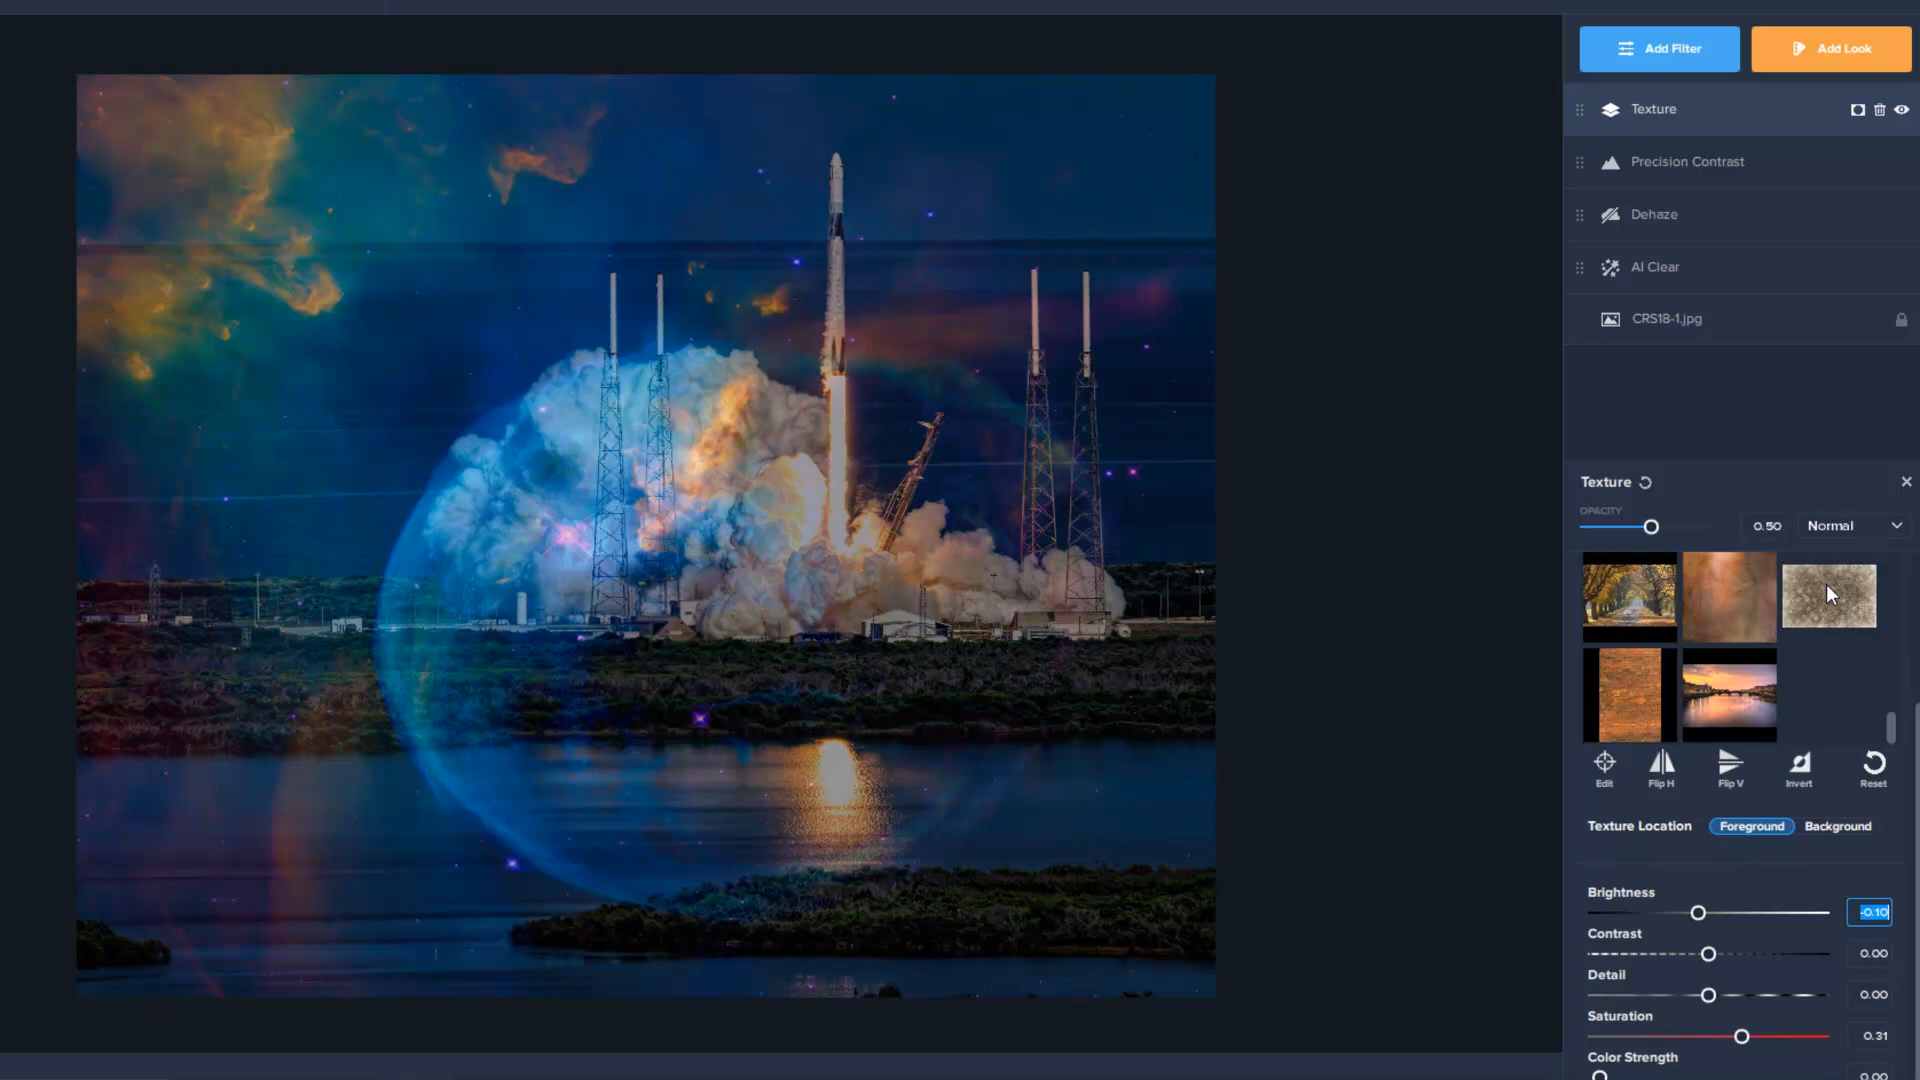 Add Filter
Add Look
Texture
Precision Contrast
Dehaze
AI Clear
CRS18-1.jpg
Texture
OPACITY
0.50
Normal
Edit
Flip H
Flip V
Invert
Reset
Texture Location
Foreground
Background
Brightness
-0.10
Contrast
0.00
Detail
0.00
Saturation
0.31
Color Strength
0.00